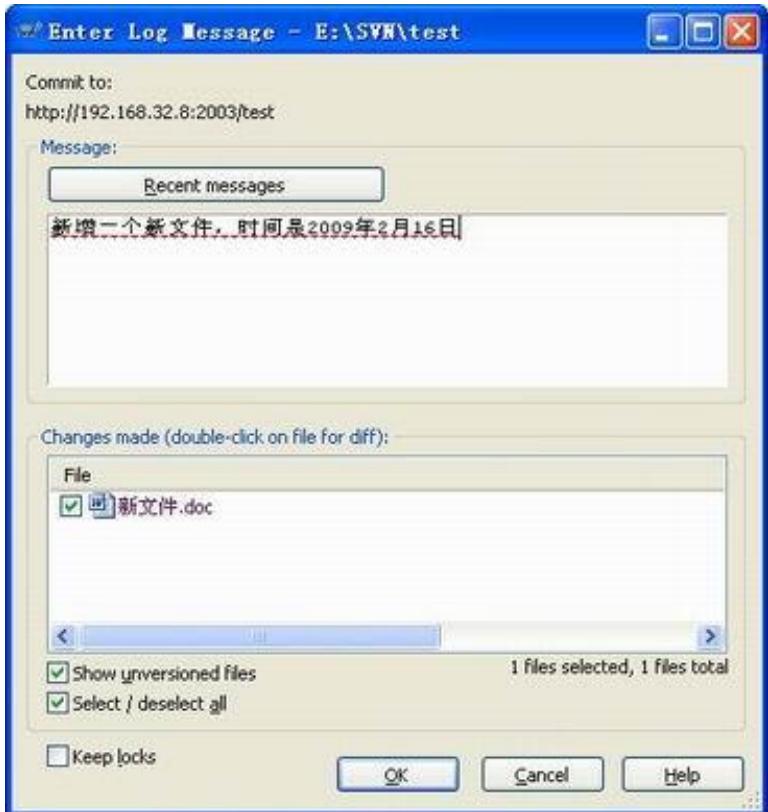 Enter Log Message - E:\SVN\test
Commit to:
http://192.168.32.8:2003/test
Message:
Recent messages
新增一个新文件，时间是2009年2月16日
Changes made (double-click on file for diff):
File
新文件.doc
Show unversioned files
1 files selected, 1 files total
Select / deselect all
Keep locks
OK
Cancel
Help